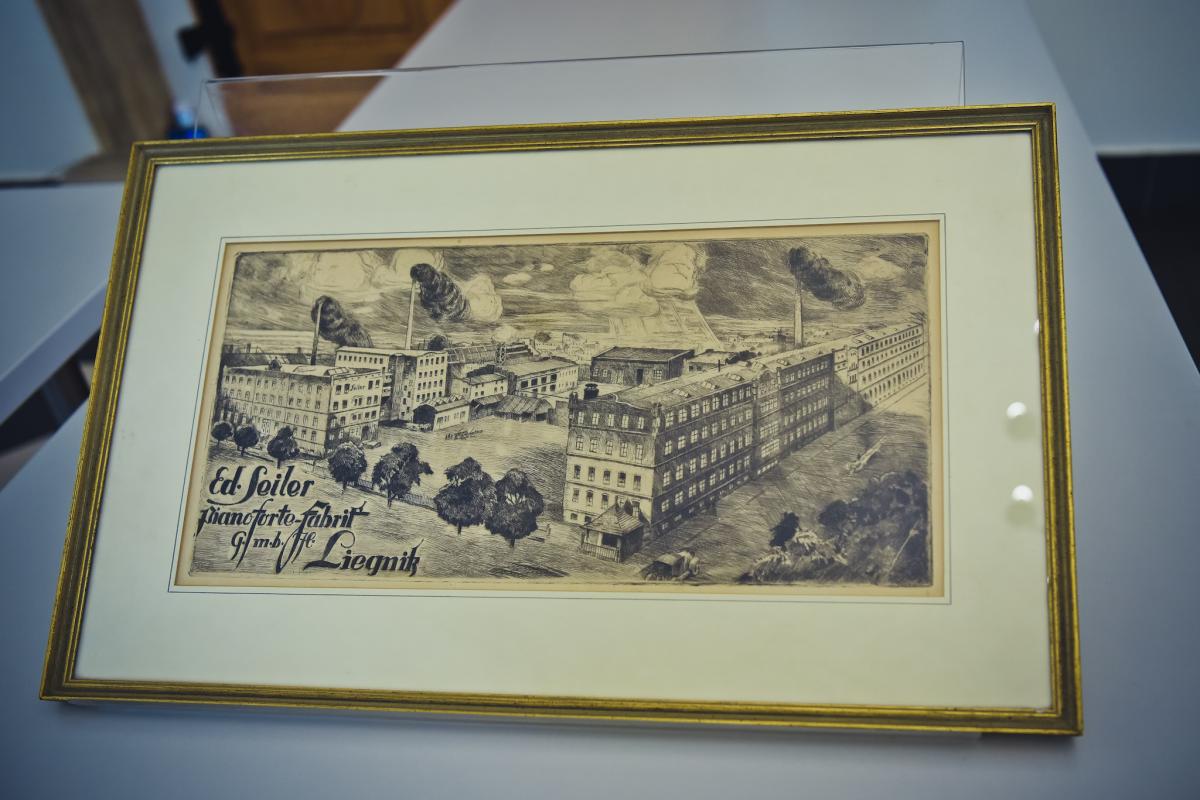 Ed. Seiler
Pianoforte-Fabrik
G.m.b.H.
Liegnitz